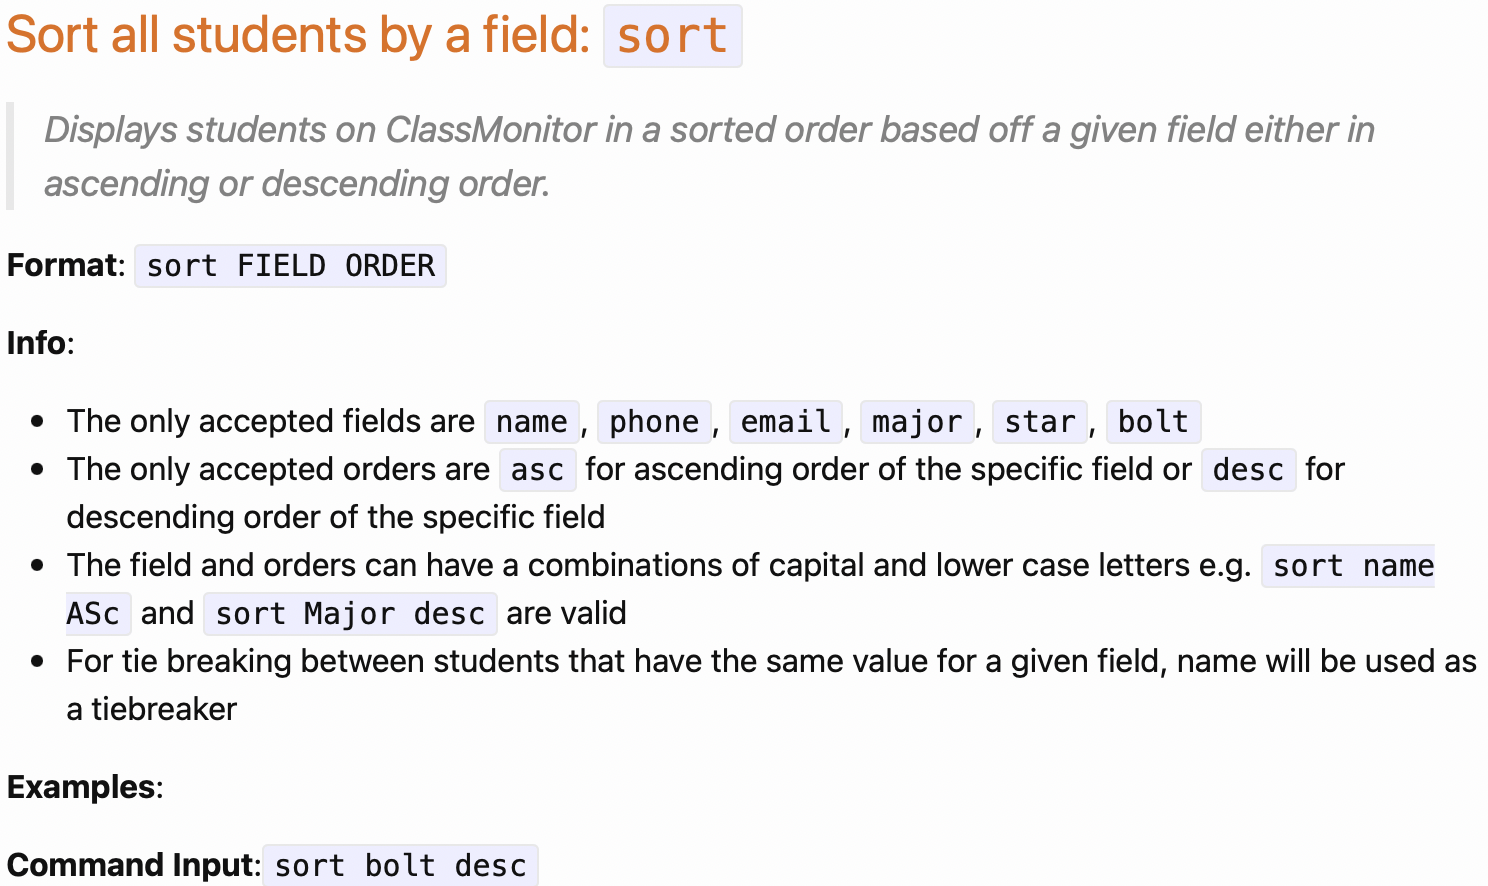 Sort all students by a field: sort
Displays students on ClassMonitor in a sorted order based off a given field either in
ascending or descending order.
Format: sort FIELD ORDER
Info:
• The only accepted fields are name, phone, email, major, star, bolt
• The only accepted orders are asc for ascending order of the specific field or desc for
descending order of the specific field
• The field and orders can have a combinations of capital and lower case letters e.g. sort name
ASc and sort Major desc are valid
• For tie breaking between students that have the same value for a given field, name will be used as
a tiebreaker
Examples:
Command Input: sort bolt desc